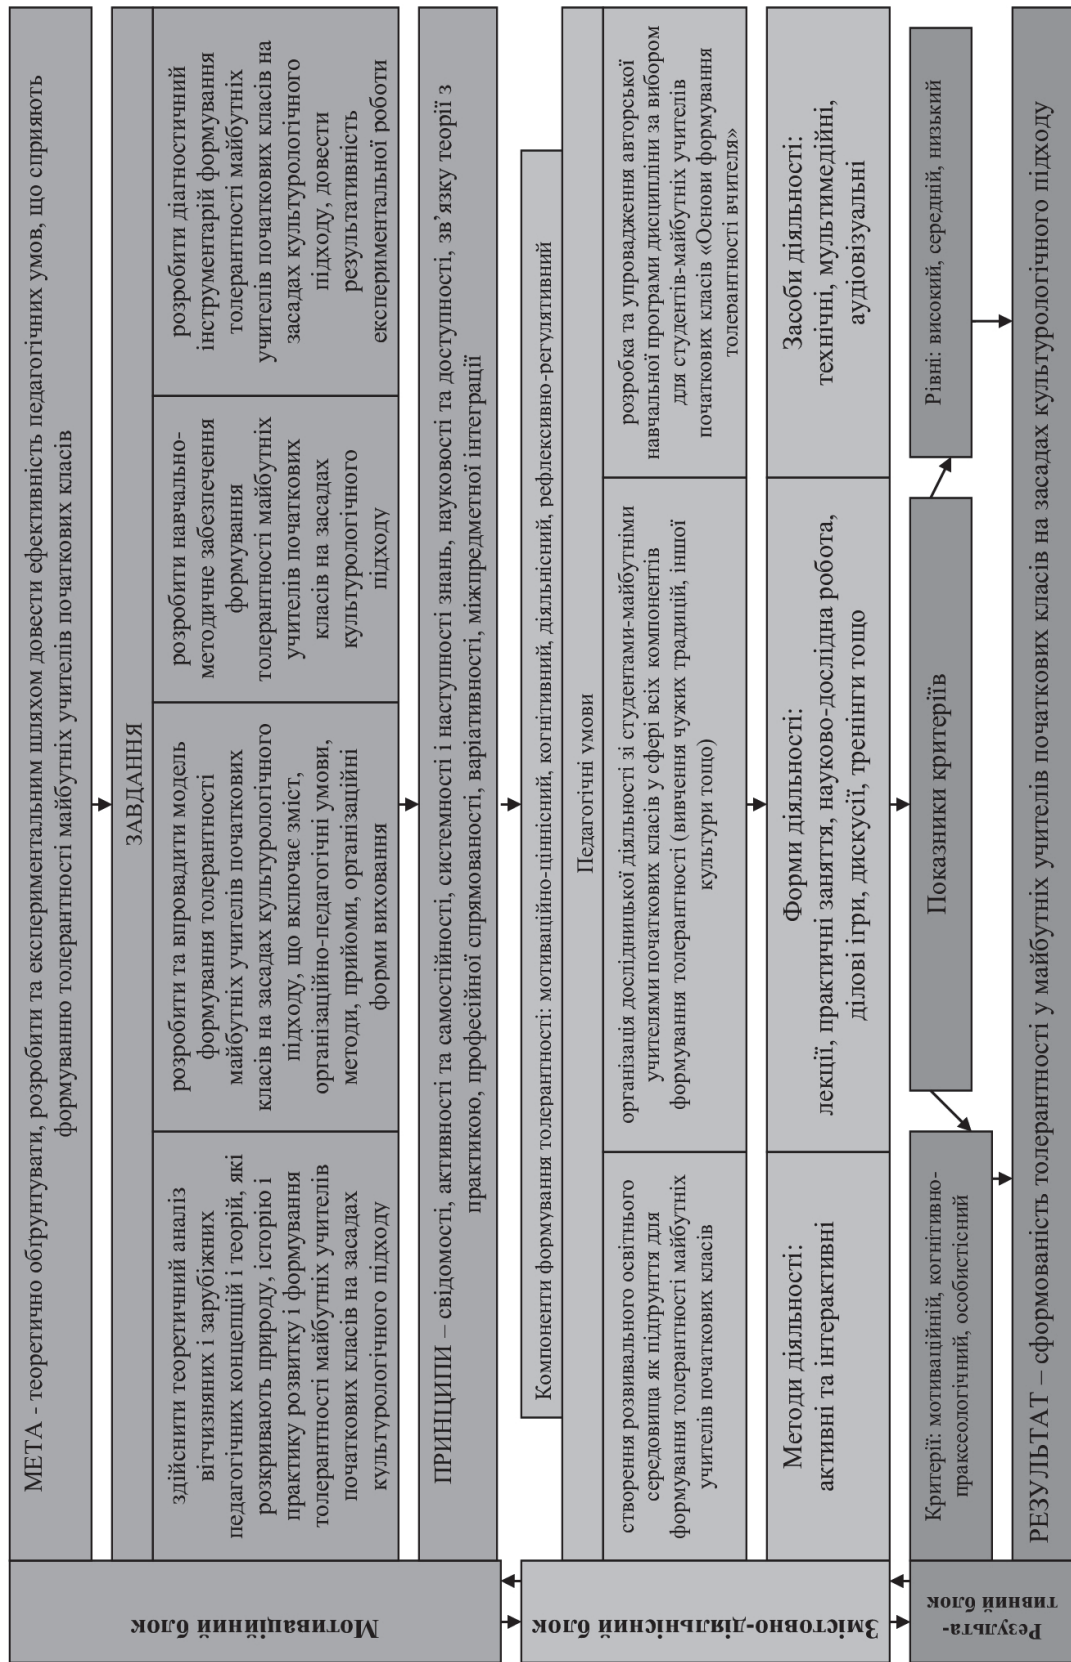 МЕТА - теоретично обґрунтувати, розробити та експериментальним шляхом довести ефективність педагогічних умов, що сприяють
формуванню толерантності майбутніх учителів початкових класів
ЗАВДАННЯ
здійснити теоретичний аналіз
вітчизняних і зарубіжних
педагогічних концепцій і теорій, які
розкривають природу, історію і
практику розвитку і формування
толерантності майбутніх учителів
початкових класів на засадах
культурологічного підходу
розробити та впровадити модель
формування толерантності
майбутніх учителів початкових
класів на засадах культурологічного
підходу, що включає зміст,
організаційно-педагогічні умови,
методи, прийоми, організаційні
форми виховання
розробити навчально-
методичне забезпечення
формування
толерантності майбутніх
учителів початкових
класів на засадах
культурологічного
підходу
розробити діагностичний
інструментарій формування
толерантності майбутніх
учителів початкових класів на
засадах культурологічного
підходу, довести
результативність
експериментальної роботи
ПРИНЦИПИ – свідомості, активності та самостійності, системності і наступності знань, науковості та доступності, зв’язку теорії з
практикою, професійної спрямованості, варіативності, міжпредметної інтеграції
Мотиваційний блок
Компоненти формування толерантності: мотиваційно-ціннісний, когнітивний, діяльнісний, рефлексивно-регулятивний
Педагогічні умови
створення розвивального освітнього
середовища як підґрунття для
формування толерантності майбутніх
учителів початкових класів
організація дослідницької діяльності зі студентами-майбутніми
учителями початкових класів у сфері всіх компонентів
формування толерантності (вивчення чужих традицій, іншої
культури тощо)
розробка та упровадження авторської
навчальної програми дисципліни за вибором
для студентів-майбутніх учителів
початкових класів «Основи формування
толерантності вчителя»
Методи діяльності:
активні та інтерактивні
Форми діяльності:
лекції, практичні заняття, науково-дослідна робота,
ділові ігри, дискусії, тренінги тощо
Засоби діяльності:
технічні, мультимедійні,
аудіовізуальні
Змістовно-діяльнісний блок
Критерії: мотиваційній, когнітивно-
праксеологічний, особистісний
Показники критеріїв
Рівні: високий, середній, низький
РЕЗУЛЬТАТ – сформованість толерантності у майбутніх учителів початкових класів на засадах культурологічного підходу
Результа-
тивний блок